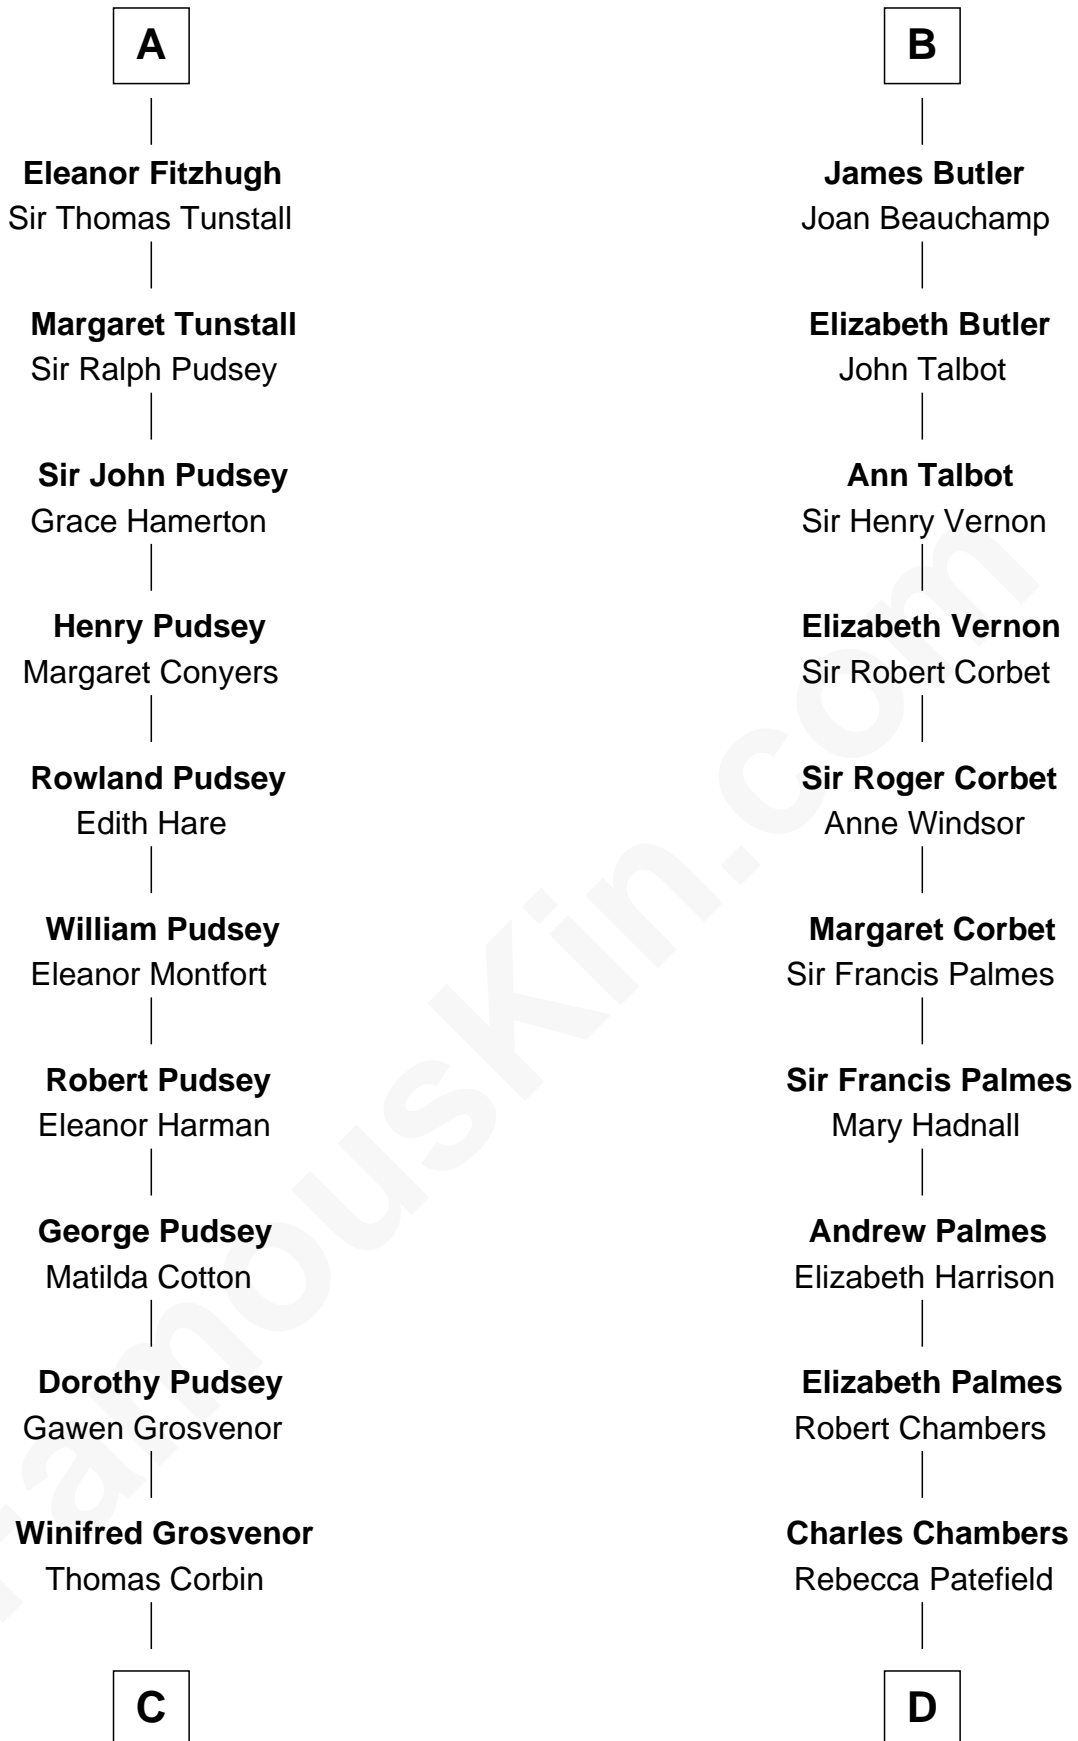 A
Eleanor Fitzhugh
Sir Thomas Tunstall
Margaret Tunstall
Sir Ralph Pudsey
Sir John Pudsey
Grace Hamerton
Henry Pudsey
Margaret Conyers
Rowland Pudsey
Edith Hare
William Pudsey
Eleanor Montfort
Robert Pudsey
Eleanor Harman
George Pudsey
Matilda Cotton
Dorothy Pudsey
Gawen Grosvenor
Winifred Grosvenor
Thomas Corbin
C
B
James Butler
Joan Beauchamp
Elizabeth Butler
John Talbot
Ann Talbot
Sir Henry Vernon
Elizabeth Vernon
Sir Robert Corbet
Sir Roger Corbet
Anne Windsor
Margaret Corbet
Sir Francis Palmes
Sir Francis Palmes
Mary Hadnall
Andrew Palmes
Elizabeth Harrison
Elizabeth Palmes
Robert Chambers
Charles Chambers
Rebecca Patefield
D
FamousKin.com